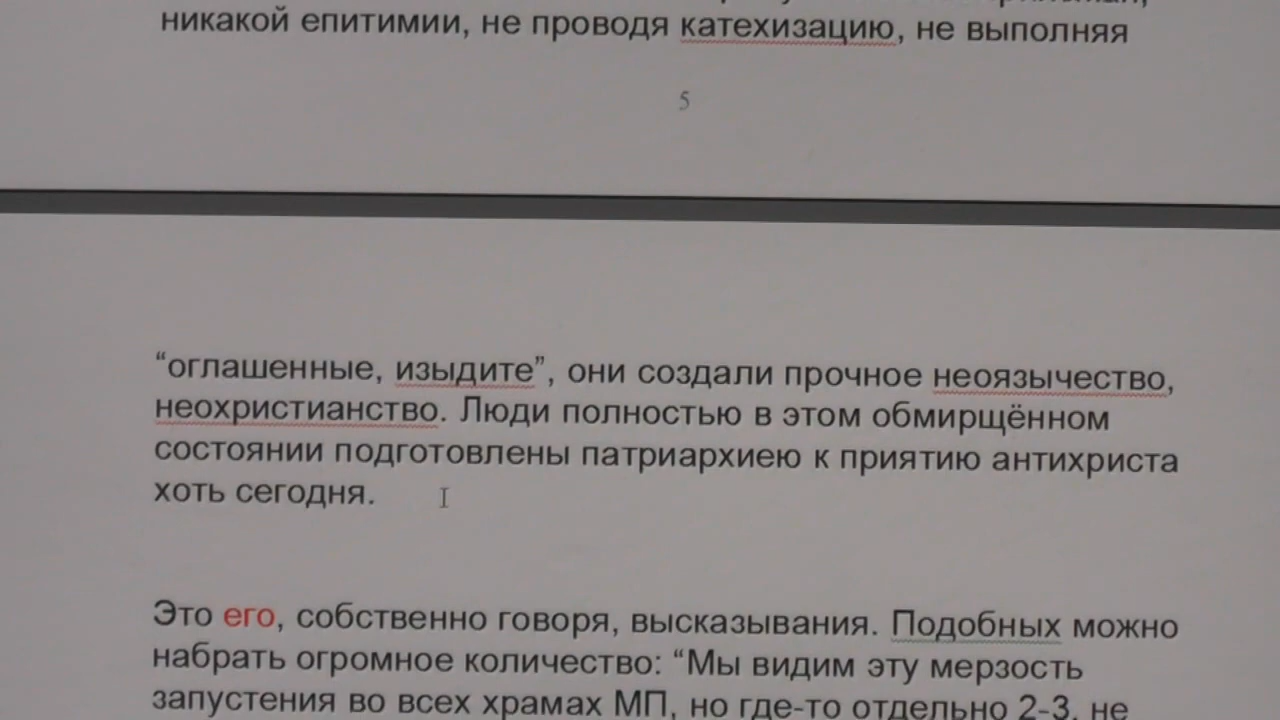 никакой епитимии, не проводя катехизацию, не выполняя
5
“оглашенные, изыдите”, они создали прочное неоязычество,
неохристианство. Люди полностью в этом обмирщённом
состоянии подготовлены патриархиею к приятию антихриста
хоть сегодня.
Это его, собственно говоря, высказывания. Подобных можно
набрать огромное количество: “Мы видим эту мерзость
запустения во всех храмах МП, но где-то отдельно 2-3, не